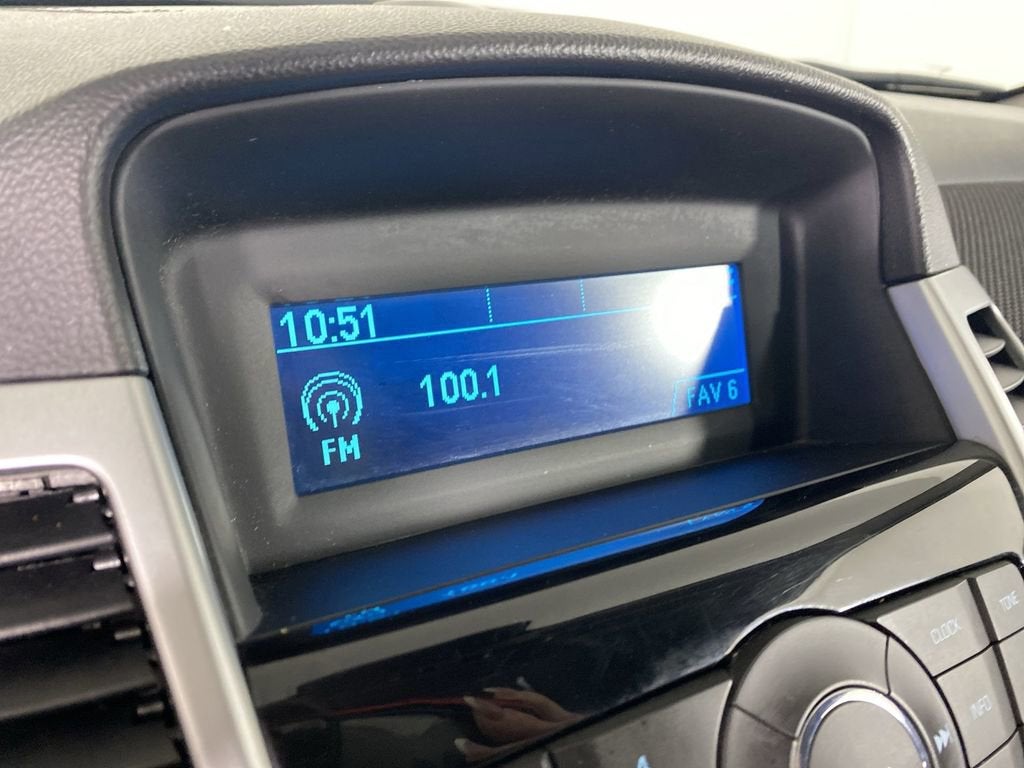 10:51
100.1
FM
FAV 6
CLOCK
TONE
INFO